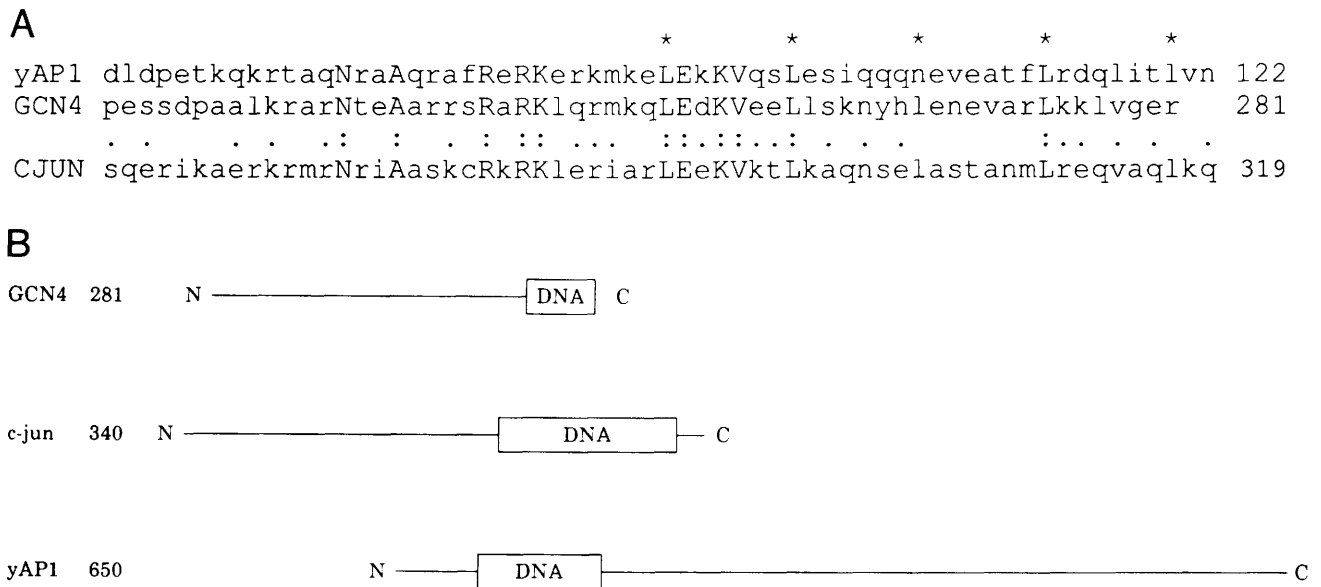 A
* * * * *
yAP1 dldpetkqkrtaqNraAqrafReRKerkmkeLEkKVqsLesiqqqneveatfLrdqlitlvn 122
GCN4 pessdpaalkrarNteAarrsRaRKlqrmkqLEdKVeeLlsknyhlenevarLkklvger 281
. . . . .: : . : :: ... ::.::..: . . . :.. . . .
CJUN sqerikaerkrmrNriAaskcRkRKleriarLEeKVktLkaqnselastanmLreqvaqlkq 319
B
GCN4 281 N DNA C
c-jun 340 N DNA C
yAP1 650 N DNA C